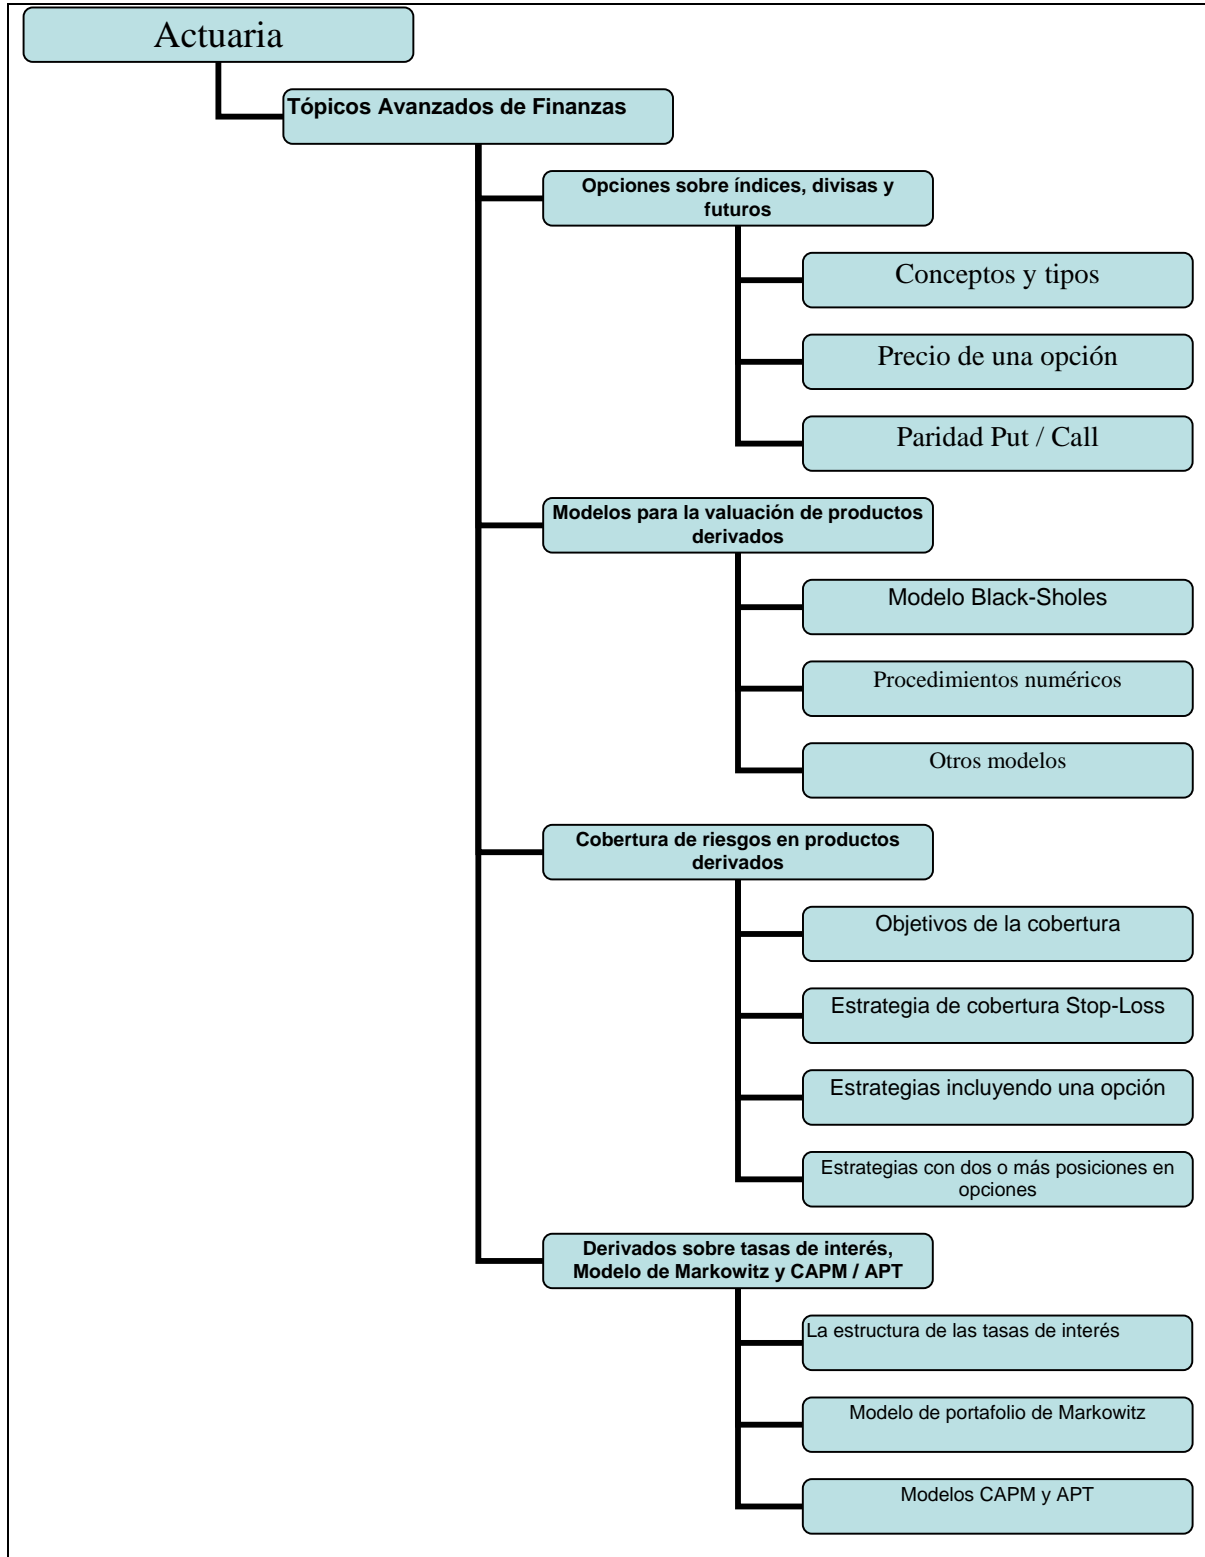 Actuaria
Tópicos Avanzados de Finanzas
Opciones sobre índices, divisas y
futuros
Conceptos y tipos
Precio de una opción
Paridad Put / Call
Modelos para la valuación de productos
derivados
Modelo Black-Sholes
Procedimientos numéricos
Otros modelos
Cobertura de riesgos en productos
derivados
Objetivos de la cobertura
Estrategia de cobertura Stop-Loss
Estrategias incluyendo una opción
Estrategias con dos o más posiciones en
opciones
Derivados sobre tasas de interés,
Modelo de Markowitz y CAPM / APT
La estructura de las tasas de interés
Modelo de portafolio de Markowitz
Modelos CAPM y APT